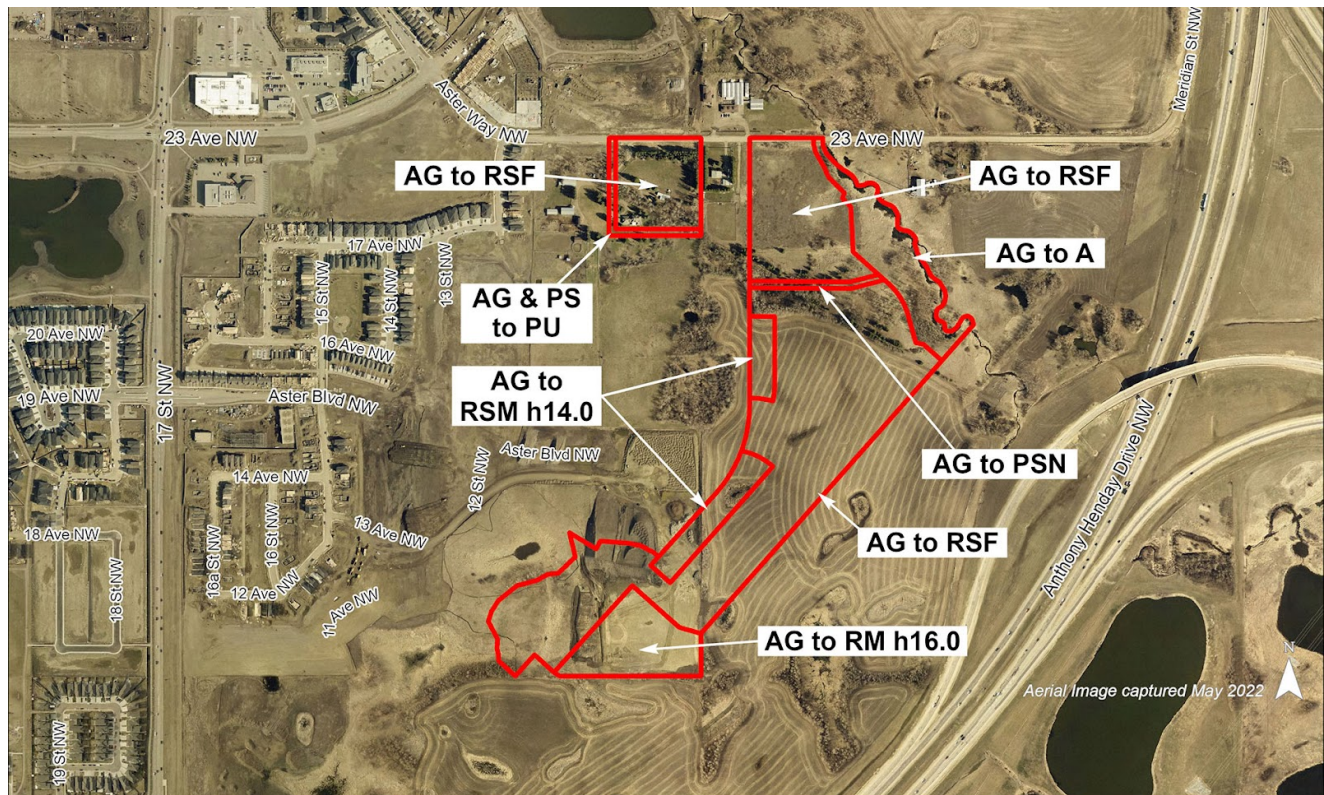 Meridian St NW
Aster Way NW
23 Ave NW
23 Ave NW
AG to RSF
AG to RSF
17 Ave NW
13 St NW
AG to A
15 St NW
14 St NW
AG & PS
to PU
20 Ave NW
16 Ave NW
AG to
RSM h14.0
19 Ave NW
17 St NW
Aster Blvd NW
Anthony Henday Drive NW
Aster Blvd NW
12 St NW
AG to PSN
14 Ave NW
16a St NW
16 St NW
13 Ave NW
18 Ave NW
18 St NW
AG to RSF
12 Ave NW
11 Ave NW
AG to RM h16.0
N
Aerial Image captured May 2022
19 St NW